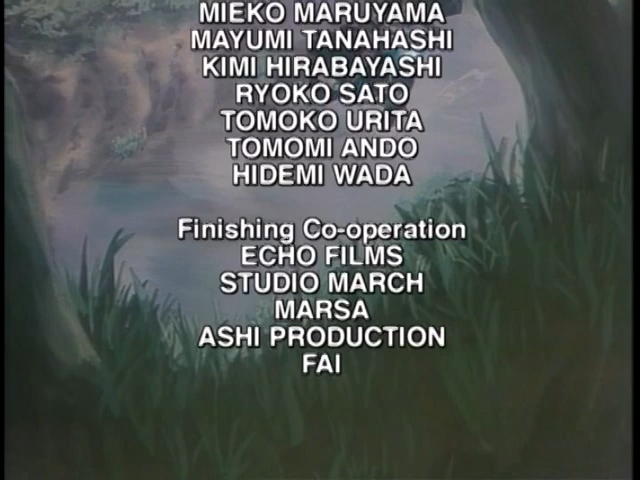 MIEKO MARUYAMA
MAYUMI TANAHASHI
KIMI HIRABAYASHI
RYOKO SATO
TOMOKO URITA
TOMOMI ANDO
HIDEMI WADA
Finishing Co-operation
ECHO FILMS
STUDIO MARCH
MARSA
ASHI PRODUCTION
FAI